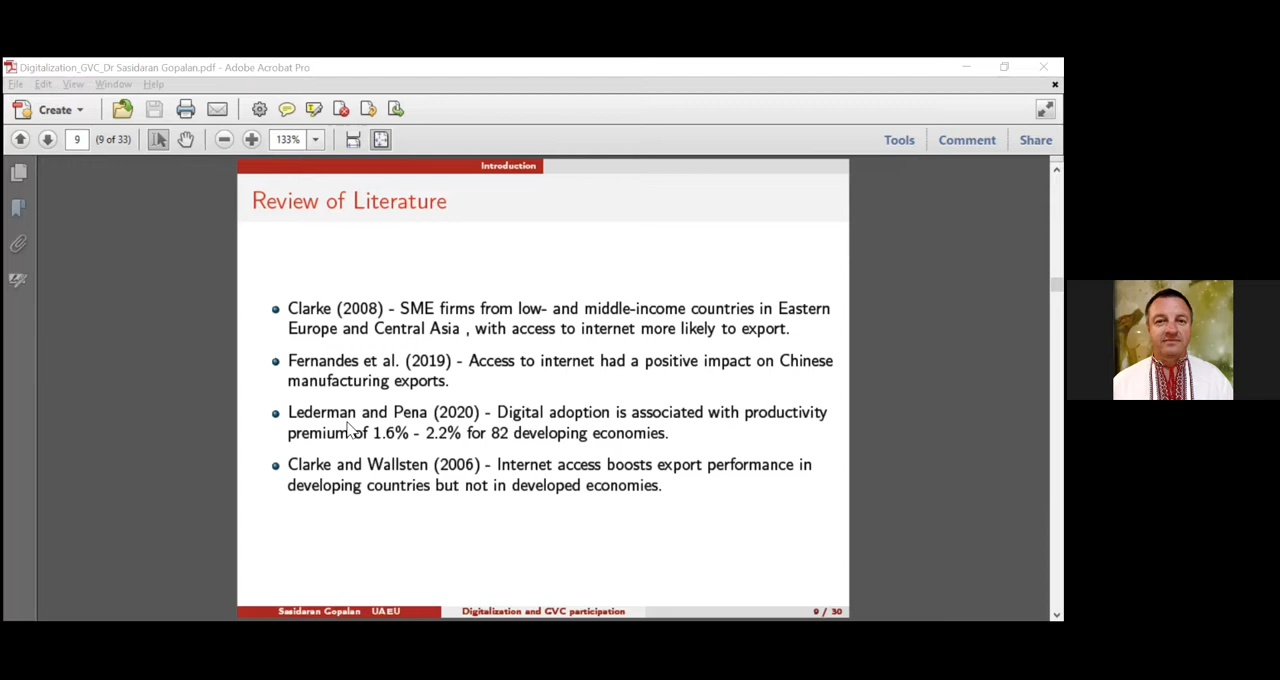 Digitalization_GVC_Dr Sasidaran Gopalan.pdf - Adobe Acrobat Pro
File Edit View Window Help
Create
9 (9 of 33) 133% Tools Comment Share
Introduction
Review of Literature
Clarke (2008) - SME firms from low- and middle-income countries in Eastern
Europe and Central Asia , with access to internet more likely to export.
Fernandes et al. (2019) - Access to internet had a positive impact on Chinese
manufacturing exports.
Lederman and Pena (2020) - Digital adoption is associated with productivity
premium of 1.6% - 2.2% for 82 developing economies.
Clarke and Wallsten (2006) - Internet access boosts export performance in
developing countries but not in developed economies.
Sasidaran Gopalan UAEU Digitalization and GVC participation 9 / 30